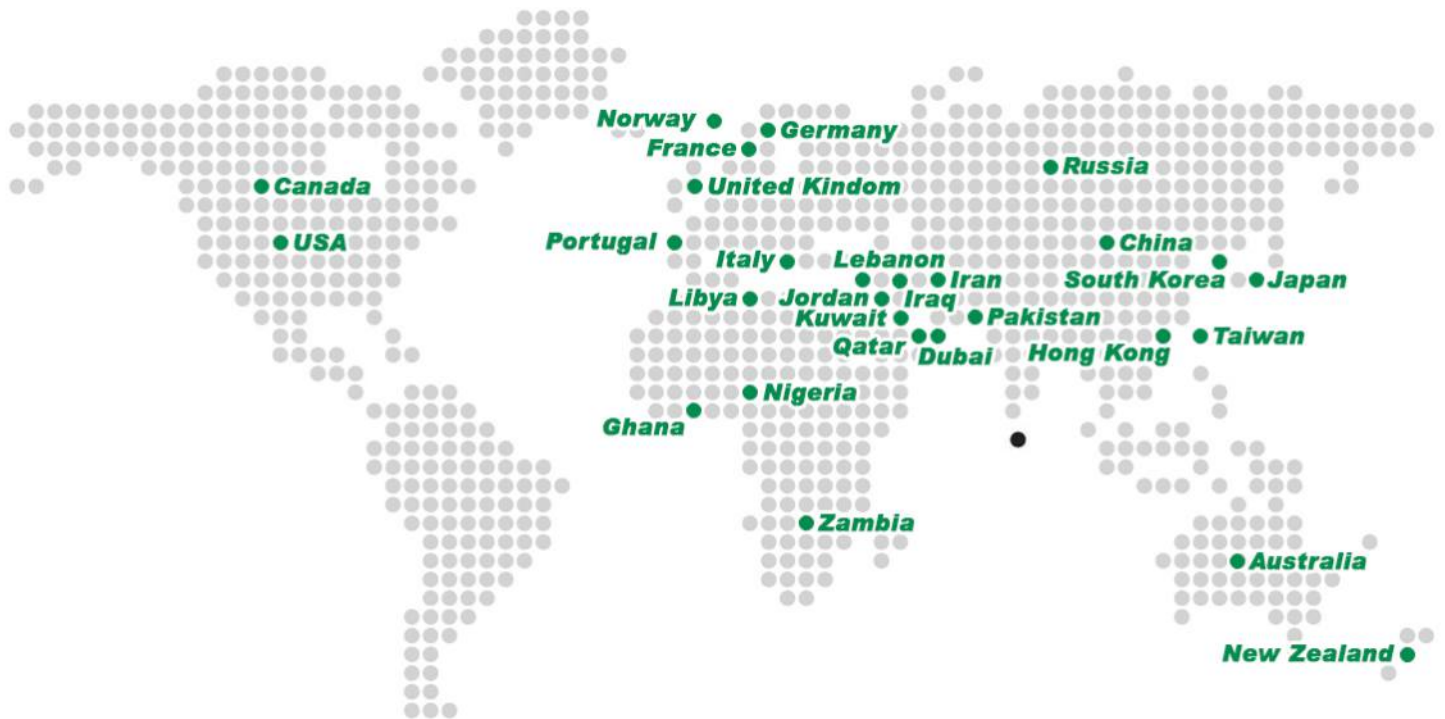 Norway
Germany
France
Russia
Canada
United Kindom
USA
Portugal
China
Italy
Lebanon
Iran
South Korea
Japan
Libya
Jordan
Iraq
Kuwait
Pakistan
Qatar
Dubai
Hong Kong
Taiwan
Nigeria
Ghana
Zambia
Australia
New Zealand